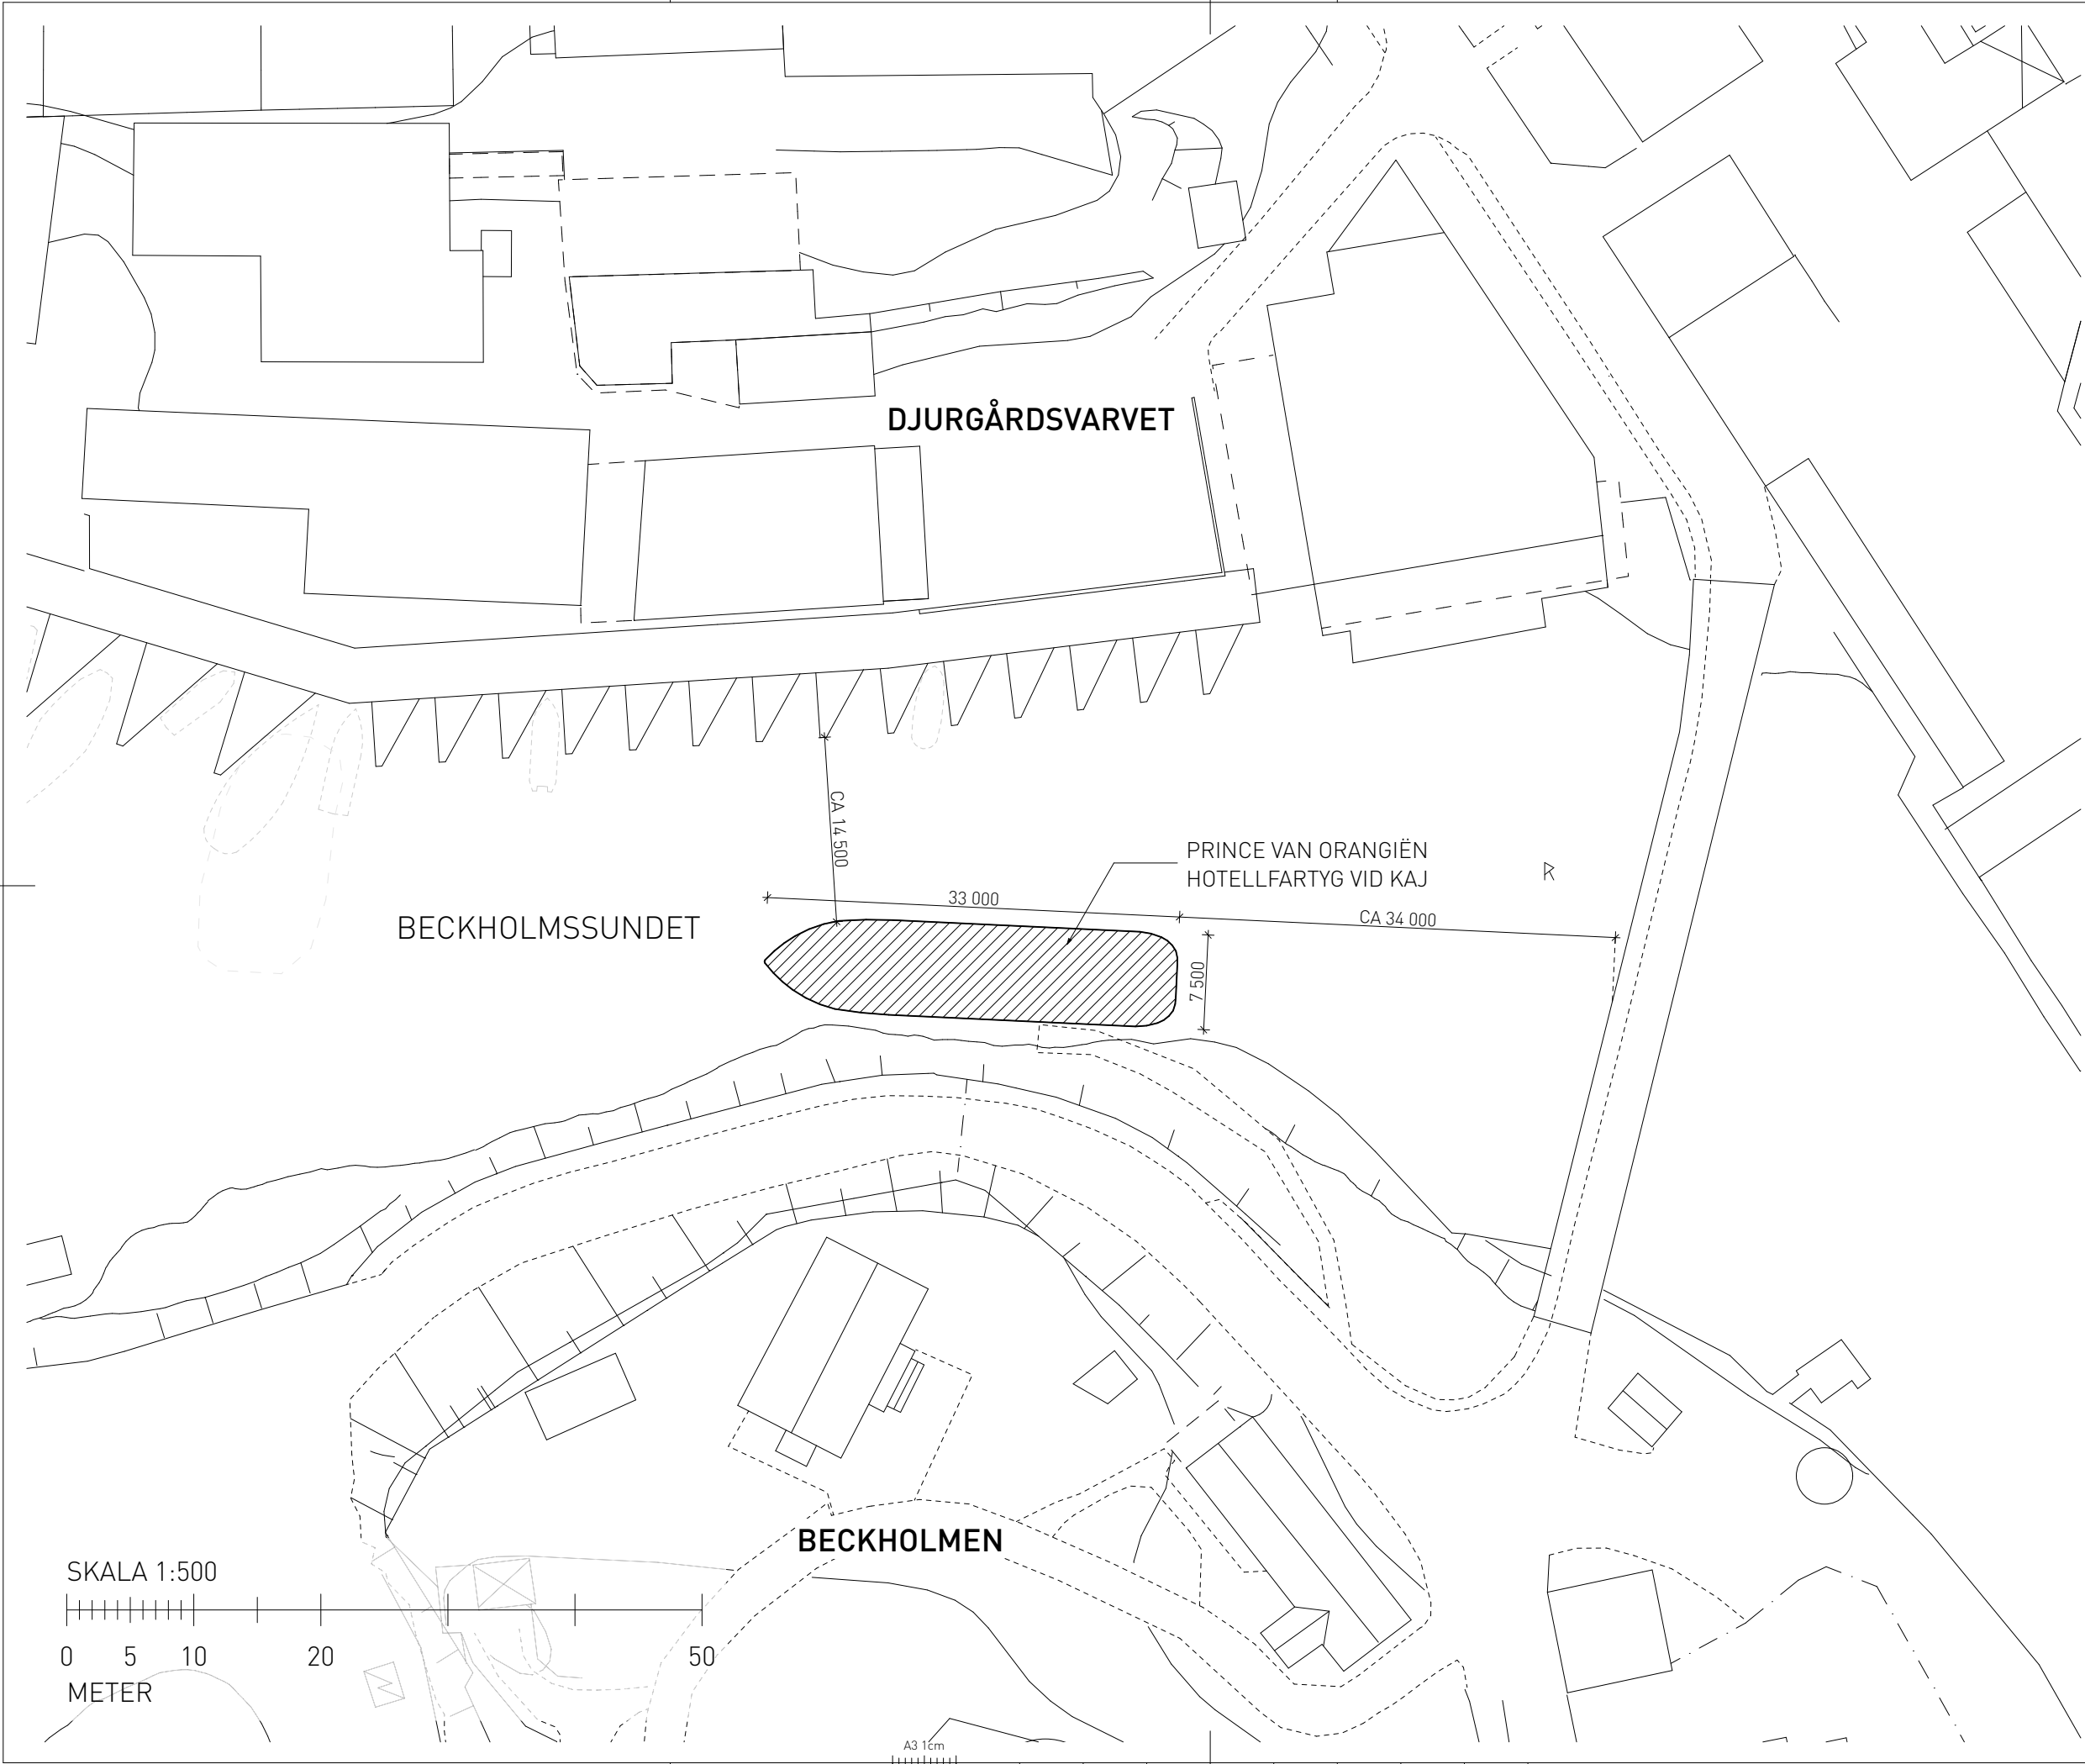 DJURGÅRDSVARVET
CA 14 500
PRINCE VAN ORANGIËN
HOTELLFARTYG VID KAJ
R
33 000
CA 34 000
BECKHOLMSSUNDET
7 500
BECKHOLMEN
SKALA 1:500
0 5 10 20 50
METER
A3 1cm